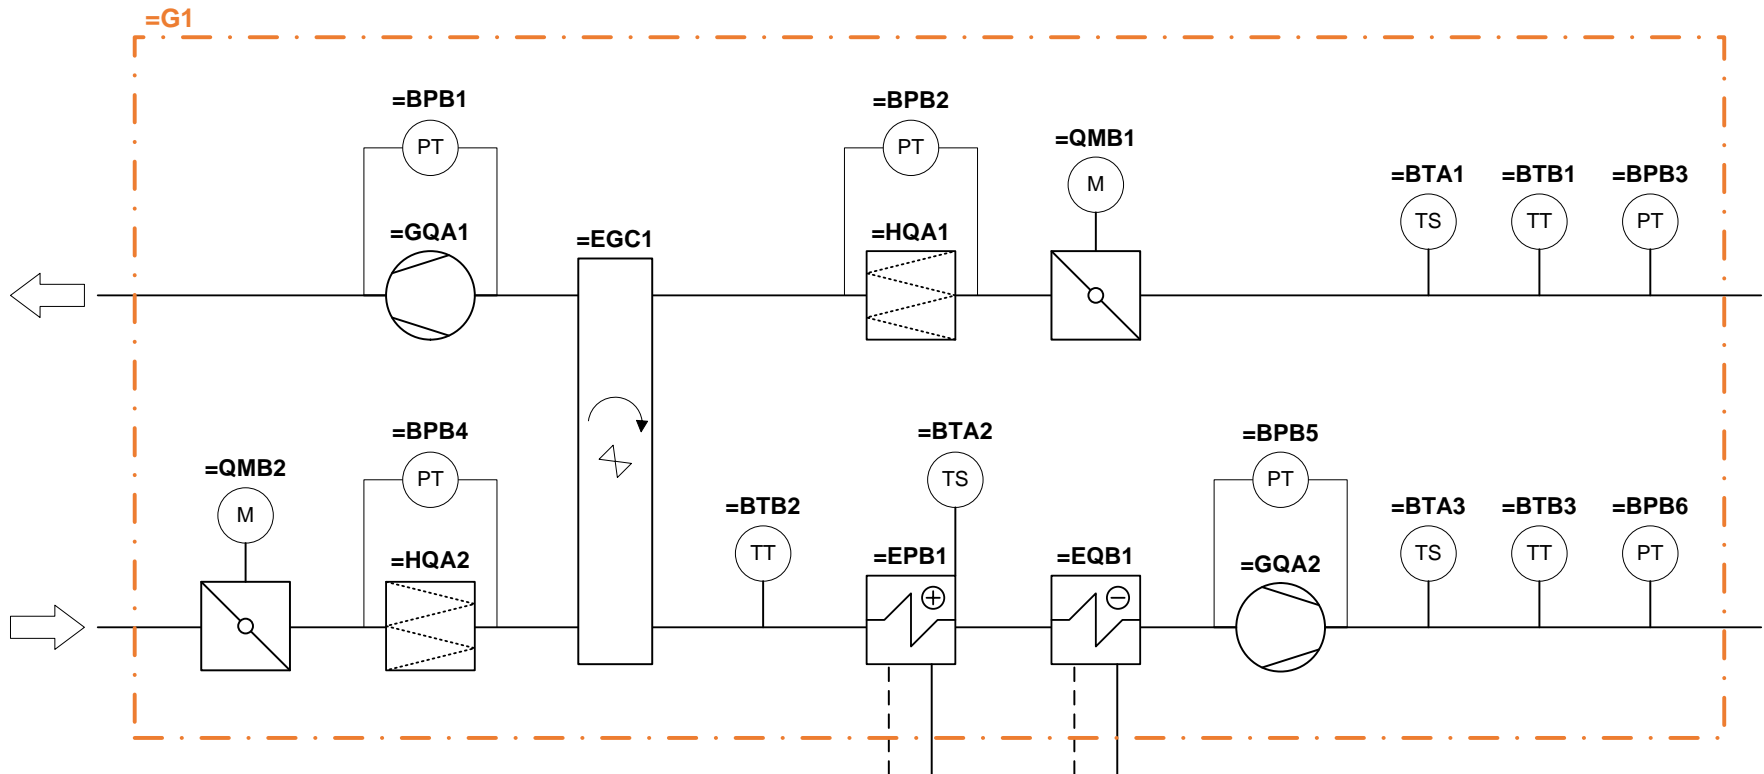 =G1
=BPB1
PT
=BPB2
PT
=QMB1
M
=BTA1
=BTB1
=BPB3
TS
TT
PT
=GQA1
=EGC1
=HQA1
=BPB4
PT
=BTA2
TS
=BPB5
PT
=QMB2
M
=BTB2
TT
=BTA3
=BTB3
=BPB6
TS
TT
PT
=HQA2
=EPB1
=EQB1
=GQA2